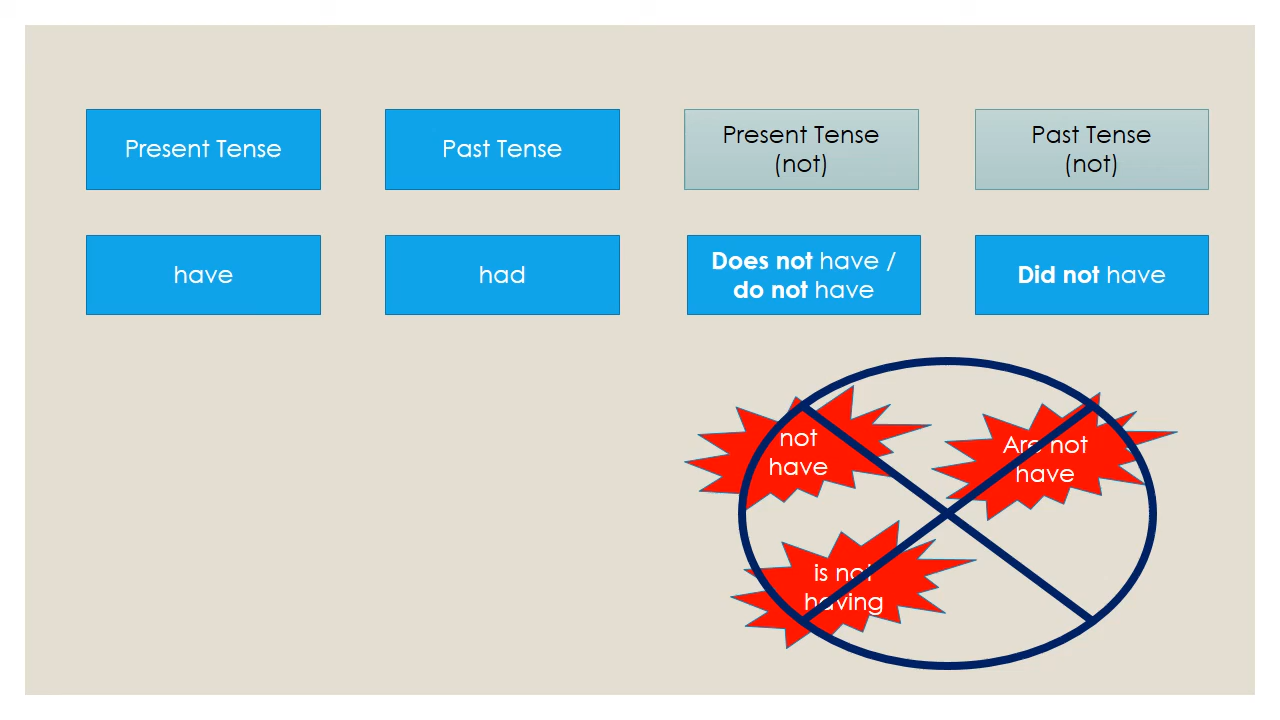 Present Tense
Past Tense
Present Tense
(not)
Past Tense
(not)
have
had
Does not have /
do not have
Did not have
not
have
Are not
have
is not
having